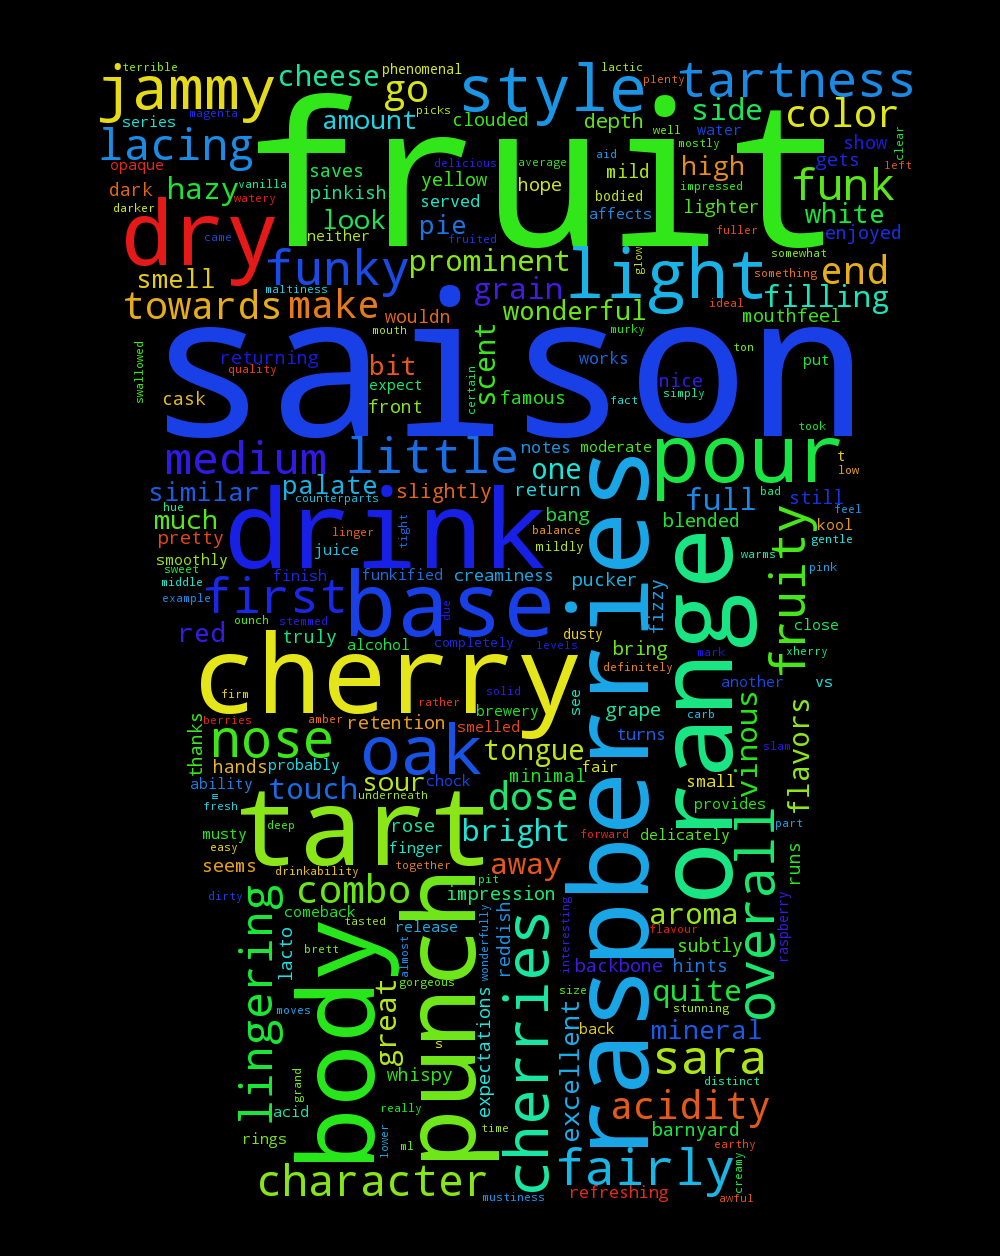 terrible
jammy
cheese
phenomenal
go
picks
style
lactic
plenty
tartness
series
magenta
amount
clouded
depth
well
water
side
color
lacing
fruit
opaque
saves
delicious
average
aid
mild
mostly
high
show
gets
clear
left
dark
hazy
vanilla
watery
pinkish
yellow
served
hope
bodied
impressed
funk
darker
dry
look
pie
affects
lighter
white
came
neither
fruited
fuller
enjoyed
smell
funky
prominent
glow
light
somewhat
something
end
maltiness
grain
towards
make
wouldn
wonderful
ideal
filling
mouthfeel
mouth
murky
saison
swallowed
returning
quality
bit
expect
scent
certain
works
ton
put
nice
simply
cask
front
famous
fact
took
medium
little
notes
moderate
pour
t
low
similar
palate
counterparts
slightly
one
return
full
bad
still
feel
hue
much
drink
linger
tight
bang
balance
blended
kool
gentle
pretty
juice
mildly
smoothly
sweet
middle
finish
funkified
creaminess
pucker
warms
pink
example
first
base
due
fizzy
raspberries
orange
fruity
ounch
stemmed
red
truly
alcohol
completely
levels
dusty
bring
close
mark
xherry
cherry
definitely
another
vs
firm
rather
solid
see
grape
carb
berries
amber
retention
brewery
smelled
turns
vinous
thanks
nose
oak
tongue
slam
flavors
hands
probably
fair
ability
touch
sour
chock
minimal
small
fresh
underneath
dose
provides
tart
deep
rose
bright
forward
delicately
part
musty
easy
finger
overall
seems
drinkability
together
away
runs
dirty
combo
pit
impression
aroma
comeback
tasted
punch
release
wonderfully
reddish
cherries
interesting
flavour
raspberry
lingering
lacto
brett
body
almost
subtly
backbone
hints
gorgeous
size
quite
moves
great
expectations
excellent
stunning
back
mineral
s
sara
grand
whispy
distinct
acid
really
acidity
rings
lower
ml
time
barnyard
earthy
character
fairly
creamy
mustiness
refreshing
awful